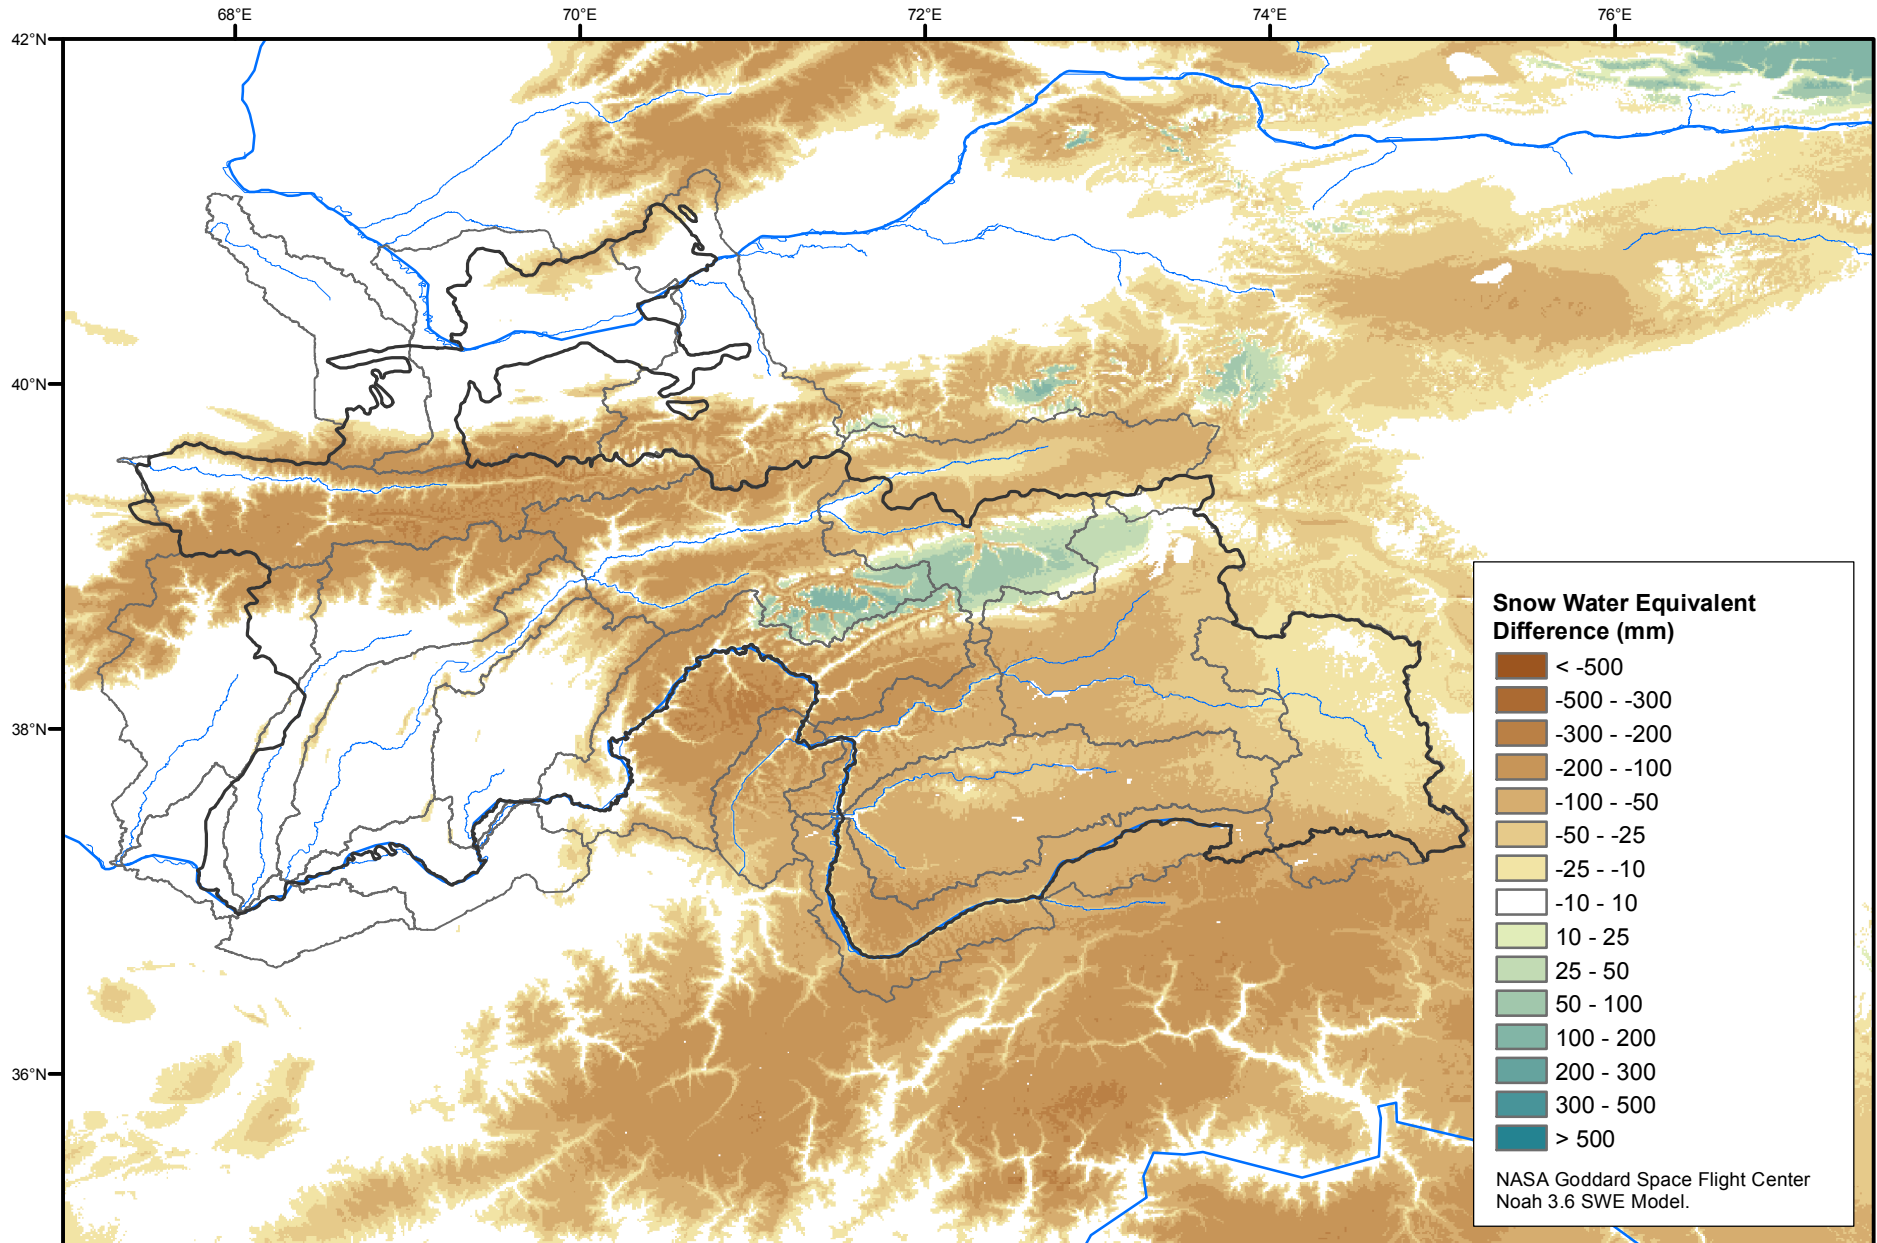 68°E
70°E
72°E
74°E
76°E
42°N
40°N
38°N
36°N
Snow Water Equivalent
Difference (mm)
< -500
-500 - -300
-300 - -200
-200 - -100
-100 - -50
-50 - -25
-25 - -10
-10 - 10
10 - 25
25 - 50
50 - 100
100 - 200
200 - 300
300 - 500
> 500
NASA Goddard Space Flight Center
Noah 3.6 SWE Model.